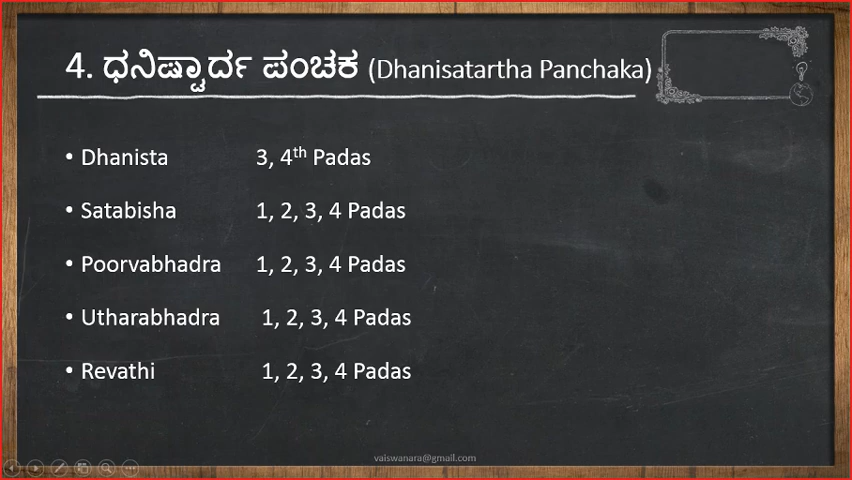 4. ಧನಿಷ್ಟಾರ್ದ ಪಂಚಕ (Dhanisatartha Panchaka)
• Dhanista 3, 4th Padas
• Satabisha 1, 2, 3, 4 Padas
• Poorvabhadra 1, 2, 3, 4 Padas
• Utharabhadra 1, 2, 3, 4 Padas
• Revathi 1, 2, 3, 4 Padas
vaiswanara@gmail.com